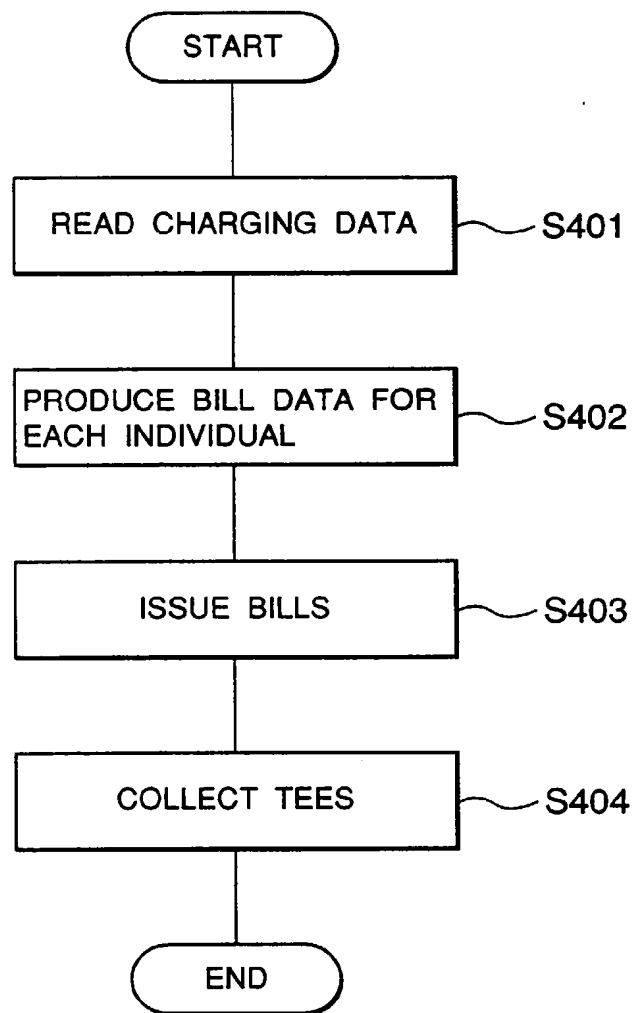 START
READ CHARGING DATA
S401
PRODUCE BILL DATA FOR
EACH INDIVIDUAL
S402
ISSUE BILLS
S403
COLLECT TEES
S404
END